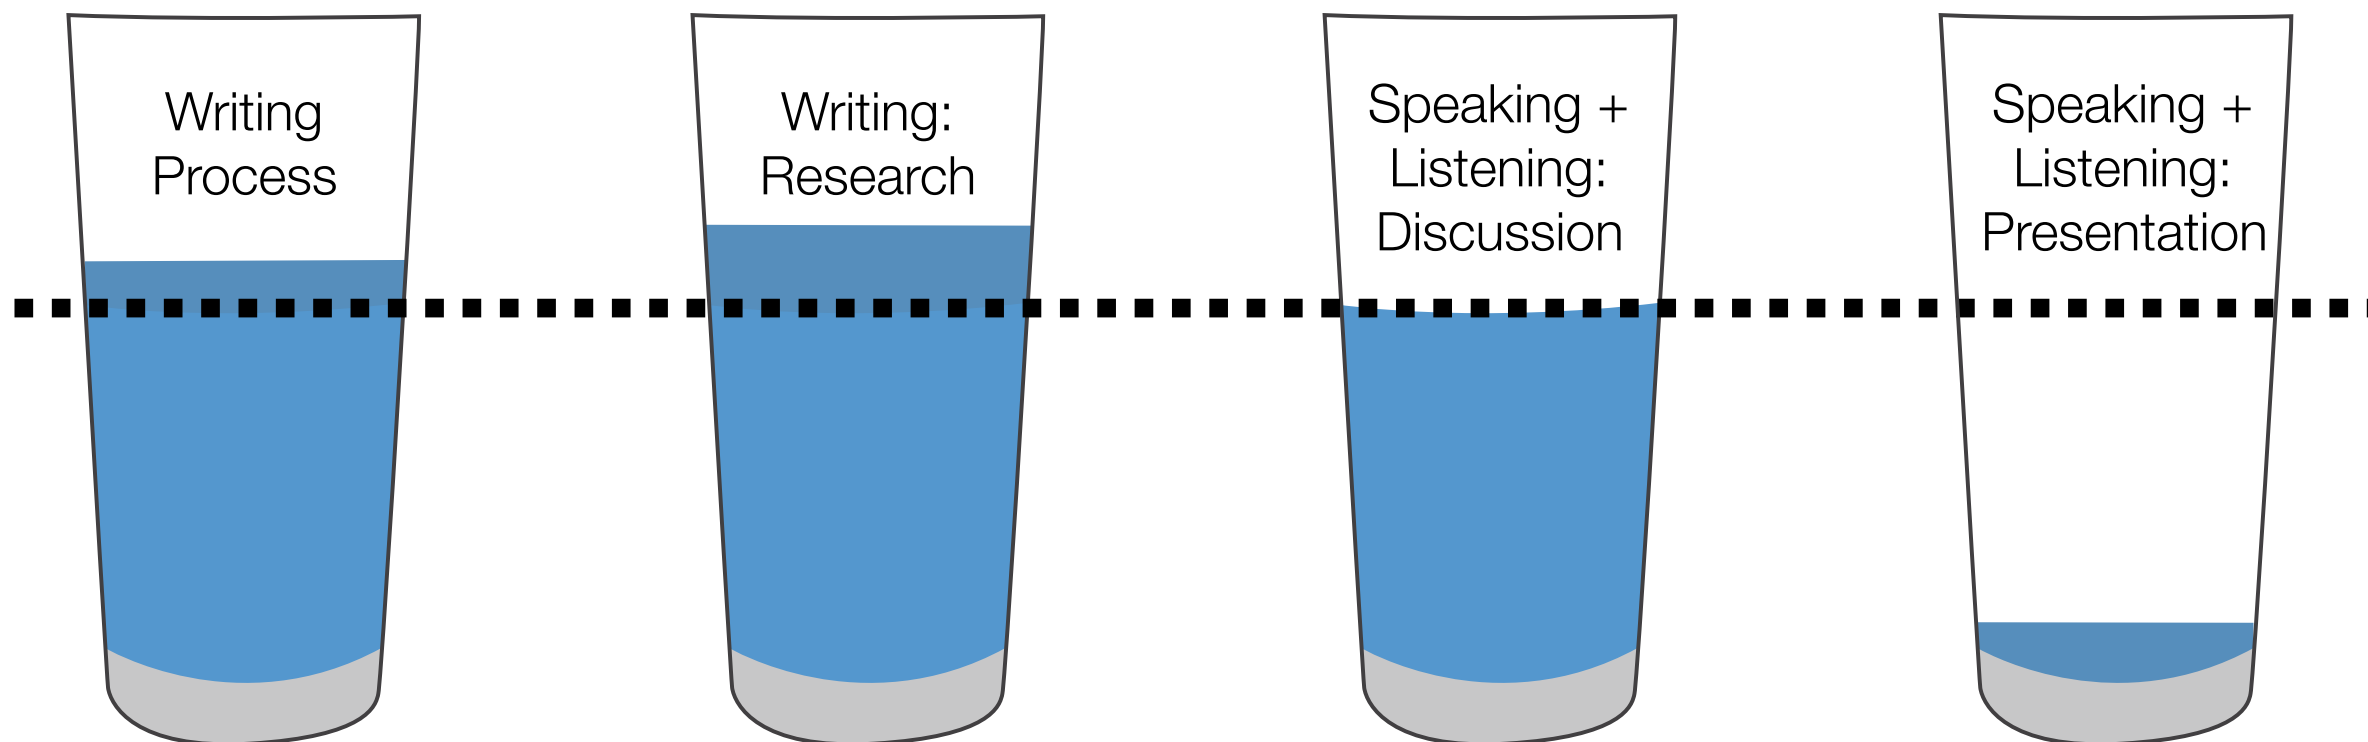 Writing
Process
Writing:
Research
Speaking +
Listening:
Discussion
Speaking +
Listening:
Presentation